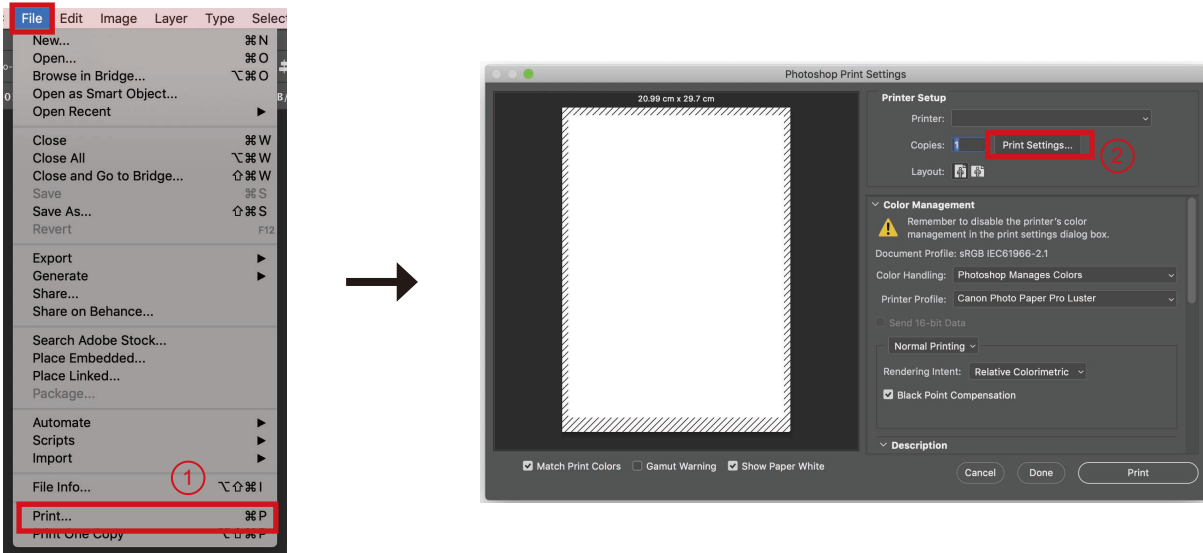 File Edit Image Layer Type Selec
New... ⌘N
Open... ⌘O
Browse in Bridge... ⌥⌘O
Open as Smart Object...
Open Recent ▶
Close ⌘W
Close All ⌥⌘W
Close and Go to Bridge... ⇧⌘W
Save ⌘S
Save As... ⇧⌘S
Revert F12
Export ▶
Generate ▶
Share...
Share on Behance...
Search Adobe Stock...
Place Embedded...
Place Linked...
Package...
Automate ▶
Scripts ▶
Import ▶
①
File Info... ⌥⇧⌘I
Print... ⌘P
Print One Copy ⌥⇧⌘P
Photoshop Print Settings
20.99 cm x 29.7 cm
Printer Setup
Printer:
Copies: 1 Print Settings... ②
Layout:
Color Management
Remember to disable the printer's color
management in the print settings dialog box.
Document Profile: sRGB IEC61966-2.1
Color Handling: Photoshop Manages Colors
Printer Profile: Canon Photo Paper Pro Luster
Send 16-bit Data
Normal Printing
Rendering Intent: Relative Colorimetric
Black Point Compensation
Description
Match Print Colors Gamut Warning Show Paper White
Cancel Done Print